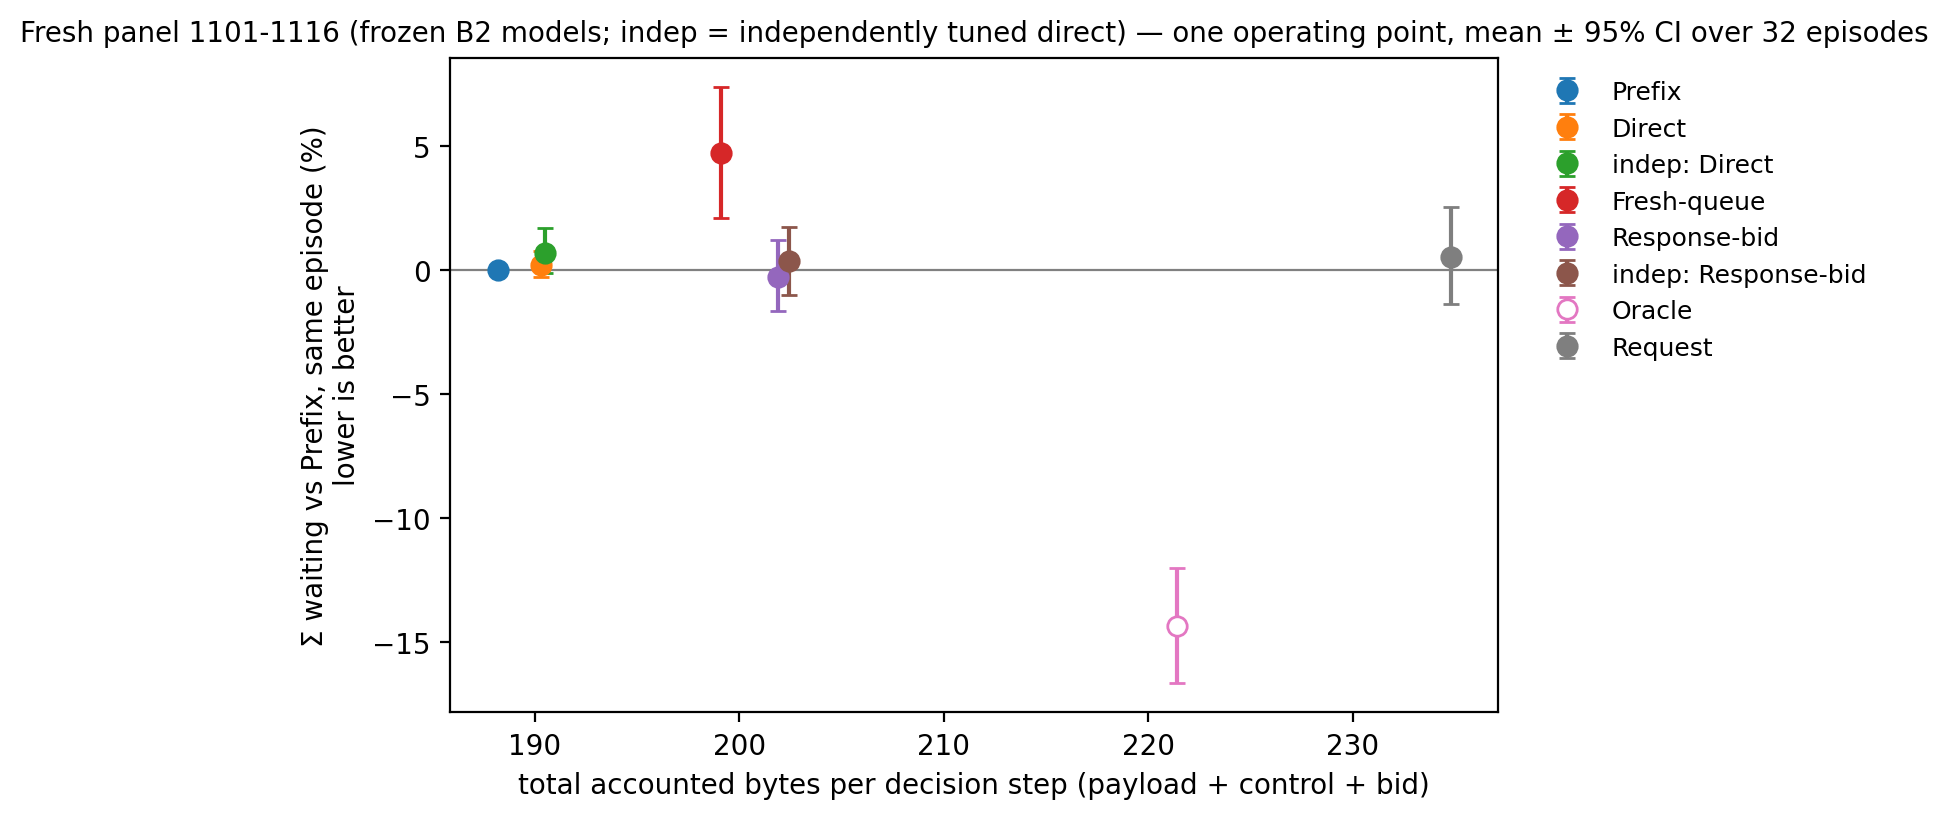 Fresh panel 1101-1116 (frozen B2 models; indep = independently tuned direct) — one operating point, mean ± 95% CI over 32 episodes
Σ waiting vs Prefix, same episode (%)
lower is better
5
0
−5
−10
−15
190
200
210
220
230
total accounted bytes per decision step (payload + control + bid)
Prefix
Direct
indep: Direct
Fresh-queue
Response-bid
indep: Response-bid
Oracle
Request